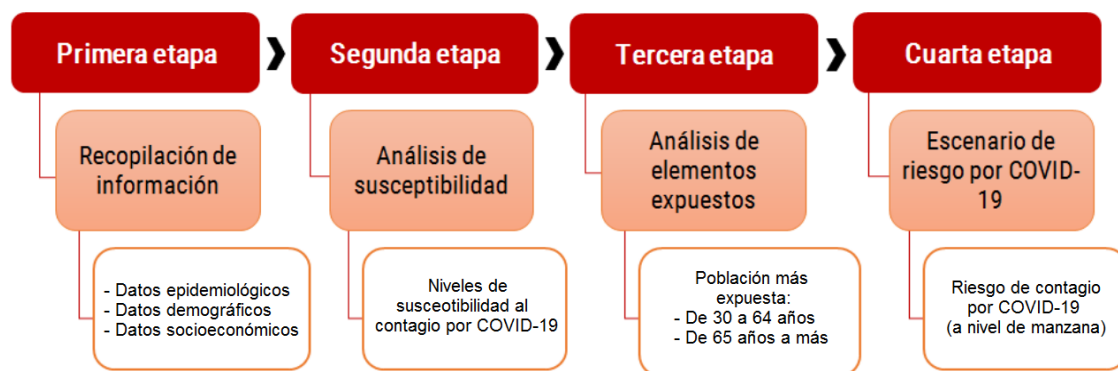 Primera etapa
Segunda etapa
Tercera etapa
Cuarta etapa
Recopilación de
información
Análisis de
susceptibilidad
Análisis de
elementos
expuestos
Escenario de
riesgo por COVID-
19
- Datos epidemiológicos
- Datos demográficos
- Datos socioeconómicos
Niveles de
susceotibilidad al
contagio por COVID-19
Población más
expuesta:
- De 30 a 64 años
- De 65 años a más
Riesgo de contagio
por COVID-19
(a nivel de manzana)